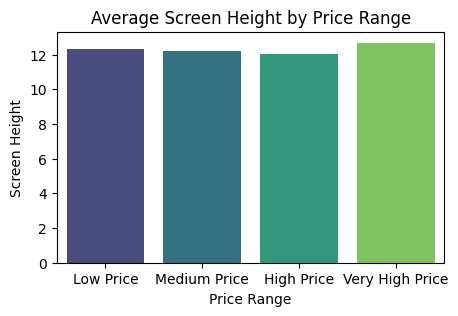 Average Screen Height by Price Range
Screen Height
12
10
8
6
4
2
0
Low Price
Medium Price
High Price
Very High Price
Price Range